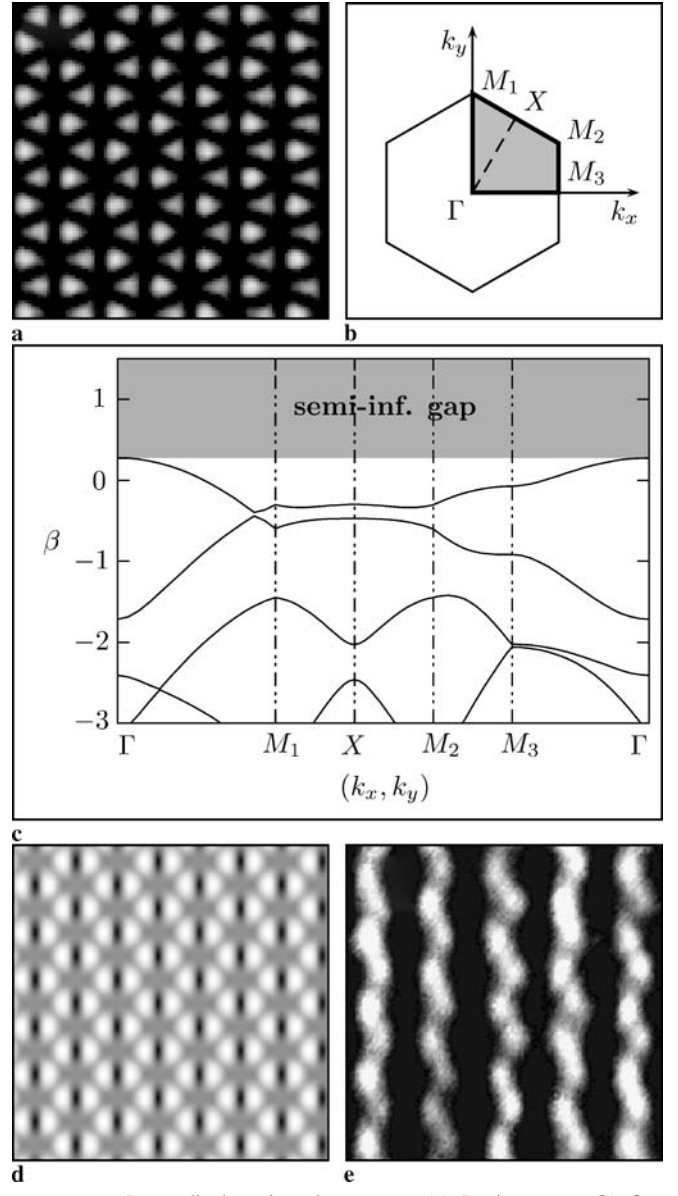 k_y
M_1
X
M_2
M_3
Γ
k_x
a
b
semi-inf. gap
1
0
β
−1
−2
−3
Γ
M_1
X
M_2
M_3
Γ
(k_x, k_y)
c
d
e